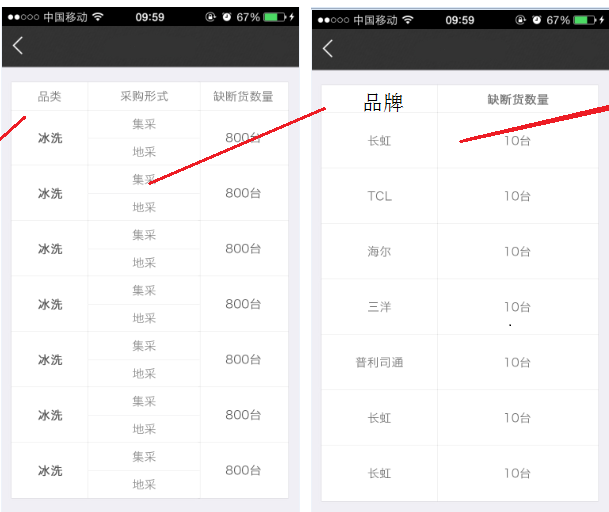 中国移动 09:59 67%
品类 采购形式 缺断货数量
冰洗 集采 800台
地采
冰洗 集采 800台
地采
冰洗 集采 800台
地采
冰洗 集采 800台
地采
冰洗 集采 800台
地采
冰洗 集采 800台
地采
冰洗 集采 800台
地采
中国移动 09:59 67%
品牌 缺断货数量
长虹 10台
TCL 10台
海尔 10台
三洋 10台
普利司通 10台
长虹 10台
长虹 10台